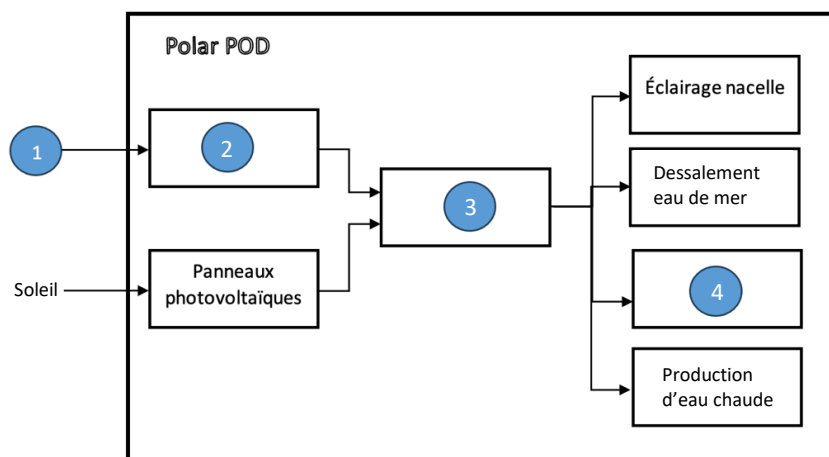 Polar POD
Éclairage nacelle
1
2
Dessalement
eau de mer
3
Soleil
Panneaux
photovoltaïques
4
Production
d'eau chaude